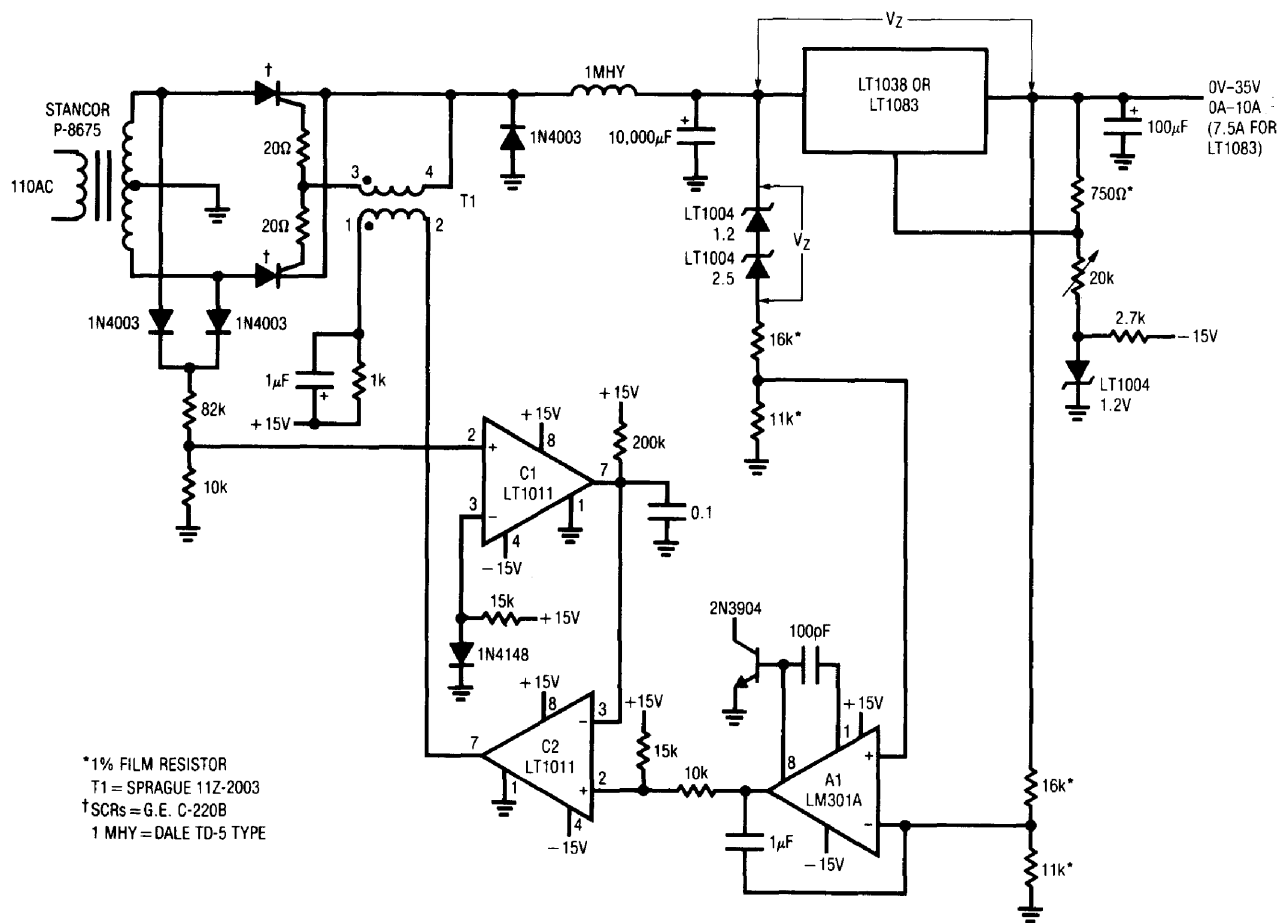 VZ
†
1MHY
LT1038 OR
LT1083
0V–35V
0A–10A
(7.5A FOR
LT1083)
STANCOR
P-8675
110AC
20Ω
20Ω
†
3
4
T1
1
2
1N4003
+
10,000μF
+
100μF
750Ω*
LT1004
1.2
LT1004
2.5
VZ
20k
2.7k
−15V
LT1004
1.2V
16k*
11k*
1N4003
1N4003
82k
10k
1μF
+
1k
+15V
+15V
200k
+15V
8
2
+
C1
LT1011
7
3
−
1
4
−15V
0.1
15k
+15V
1N4148
2N3904
100pF
+15V
8
7
C2
LT1011
−
3
1
+
2
4
−15V
+15V
15k
10k
+15V
1
8
+
A1
LM301A
−
−15V
1μF
16k*
11k*
*1% FILM RESISTOR
T1 = SPRAGUE 11Z-2003
†SCRs = G.E. C-220B
1 MHY = DALE TD-5 TYPE